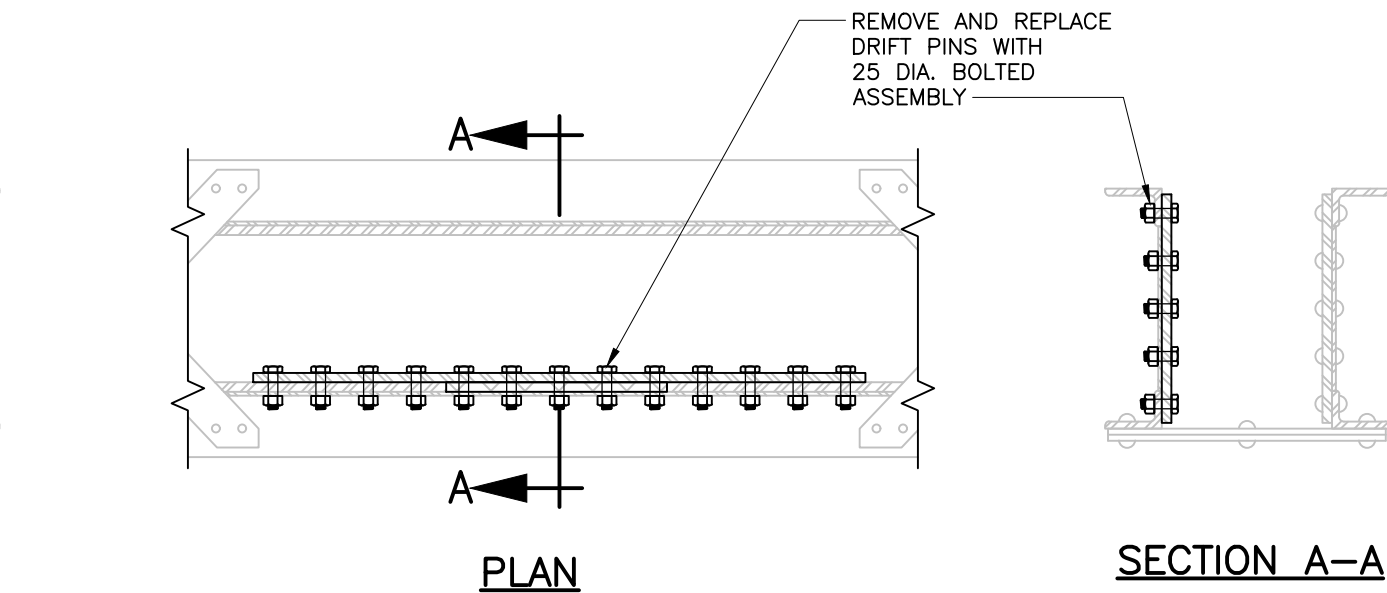 REMOVE AND REPLACE
DRIFT PINS WITH
25 DIA. BOLTED
ASSEMBLY
A
A
PLAN
SECTION A-A